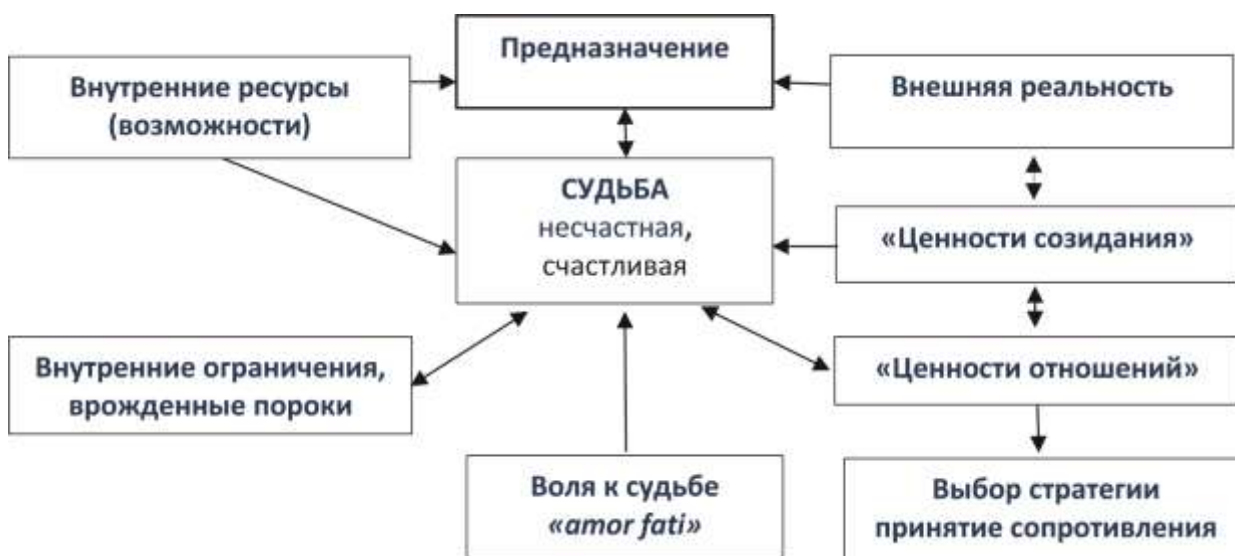 Предназначение
Внутренние ресурсы
(возможности)
Внешняя реальность
СУДЬБА
несчастная,
счастливая
«Ценности созидания»
Внутренние ограничения,
врожденные пороки
«Ценности отношений»
Воля к судьбе
«amor fati»
Выбор стратегии
принятие сопротивления